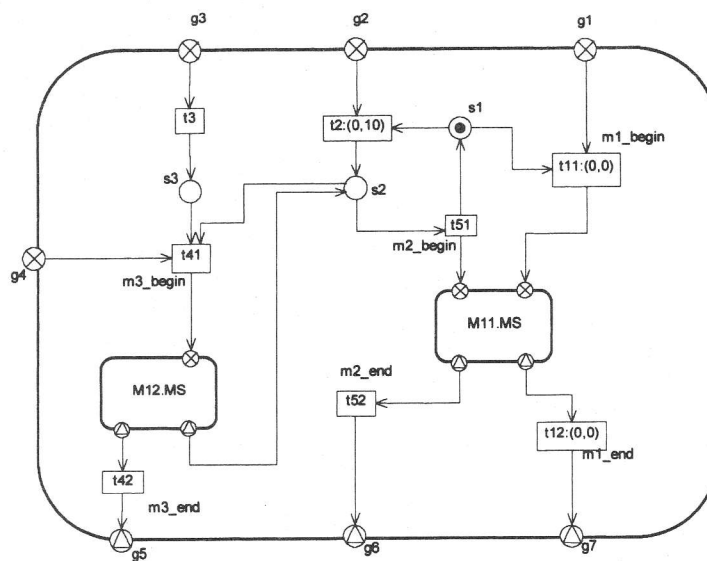 g3
g2
g1
t3
t2:(0,10)
s1
m1_begin
t11:(0,0)
s3
s2
t51
m2_begin
g4
t41
m3_begin
M11.MS
M12.MS
m2_end
t52
t12:(0,0)
m1_end
t42
m3_end
g5
g6
g7